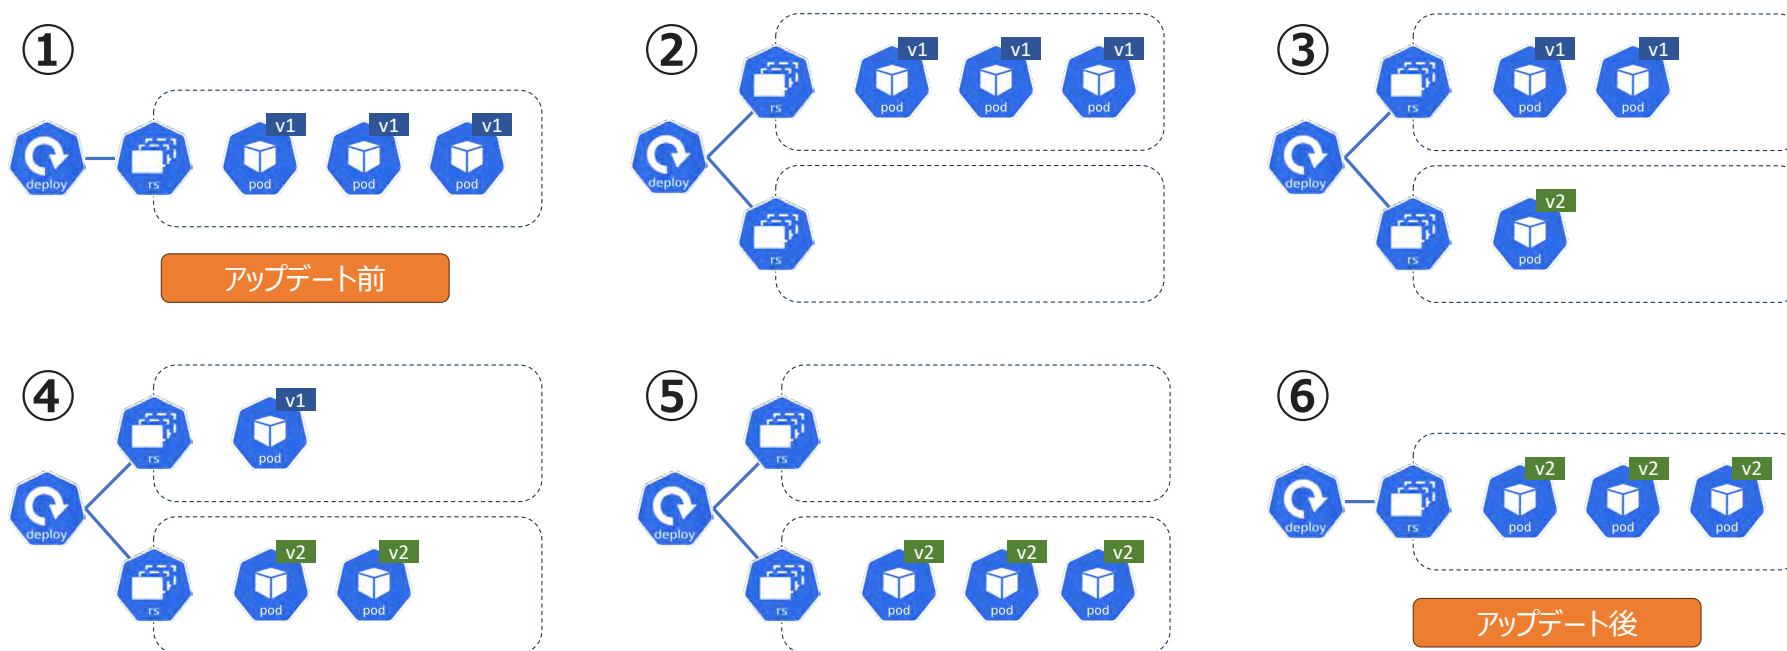 ①
deploy
rs
v1
pod
v1
pod
v1
pod
アップデート前
②
deploy
rs
v1
pod
v1
pod
v1
pod
rs
③
deploy
rs
v1
pod
v1
pod
rs
v2
pod
④
deploy
rs
v1
pod
rs
v2
pod
v2
pod
⑤
deploy
rs
rs
v2
pod
v2
pod
v2
pod
⑥
deploy
rs
v2
pod
v2
pod
v2
pod
アップデート後